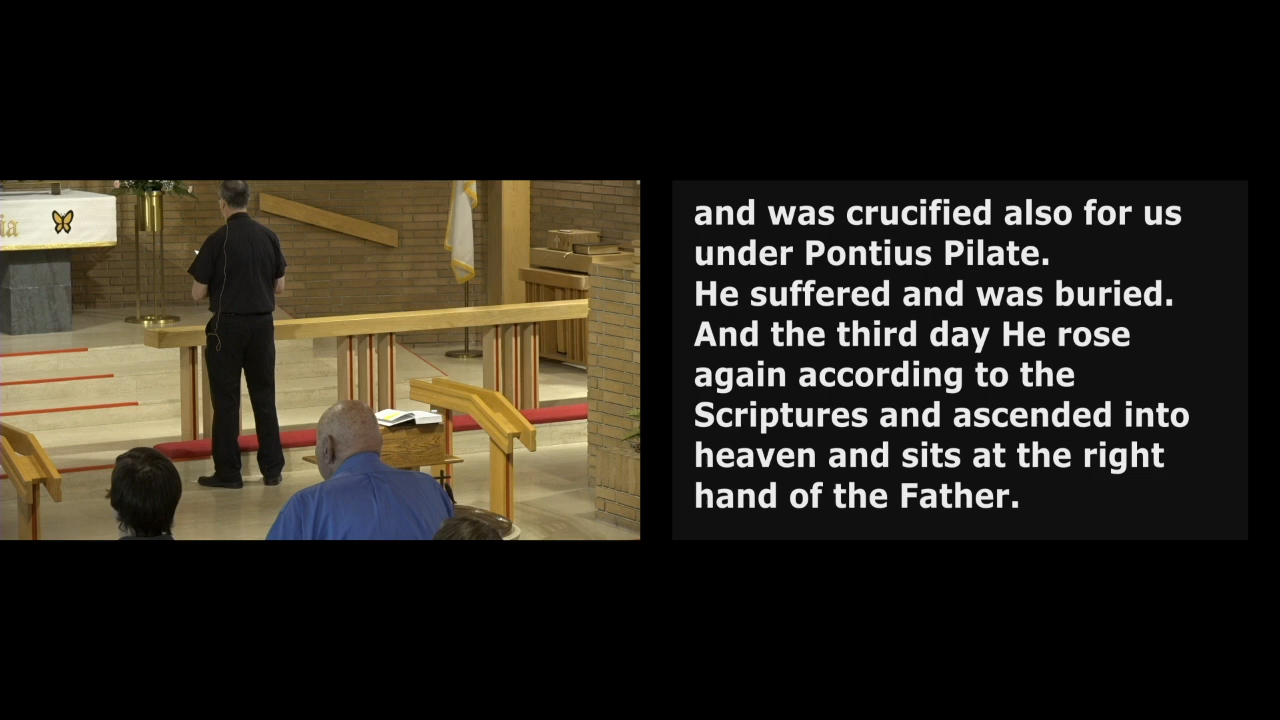 ia
and was crucified also for us
under Pontius Pilate.
He suffered and was buried.
And the third day He rose
again according to the
Scriptures and ascended into
heaven and sits at the right
hand of the Father.